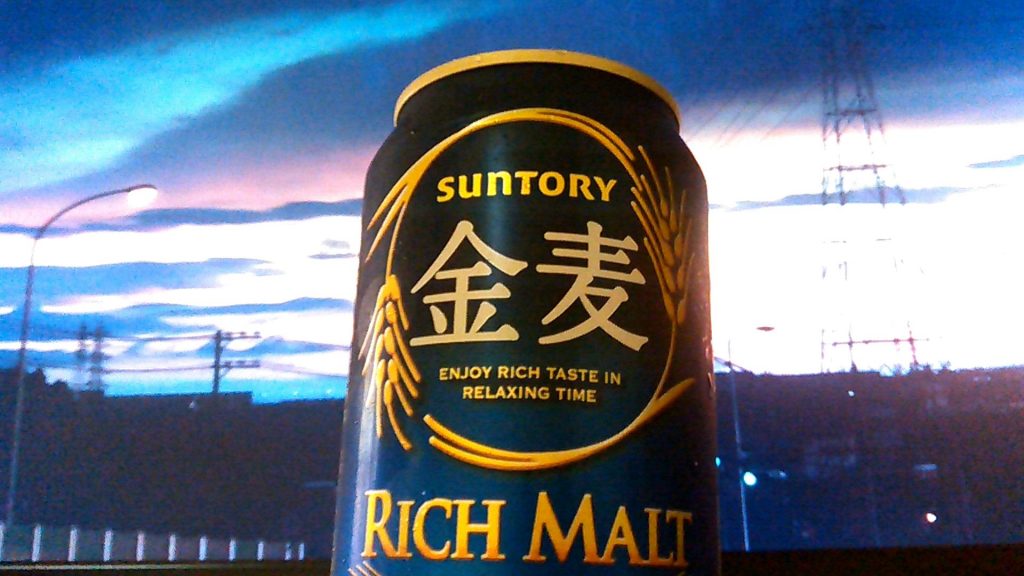 SUNTORY
金麦
ENJOY RICH TASTE IN
RELAXING TIME
RICH MALT